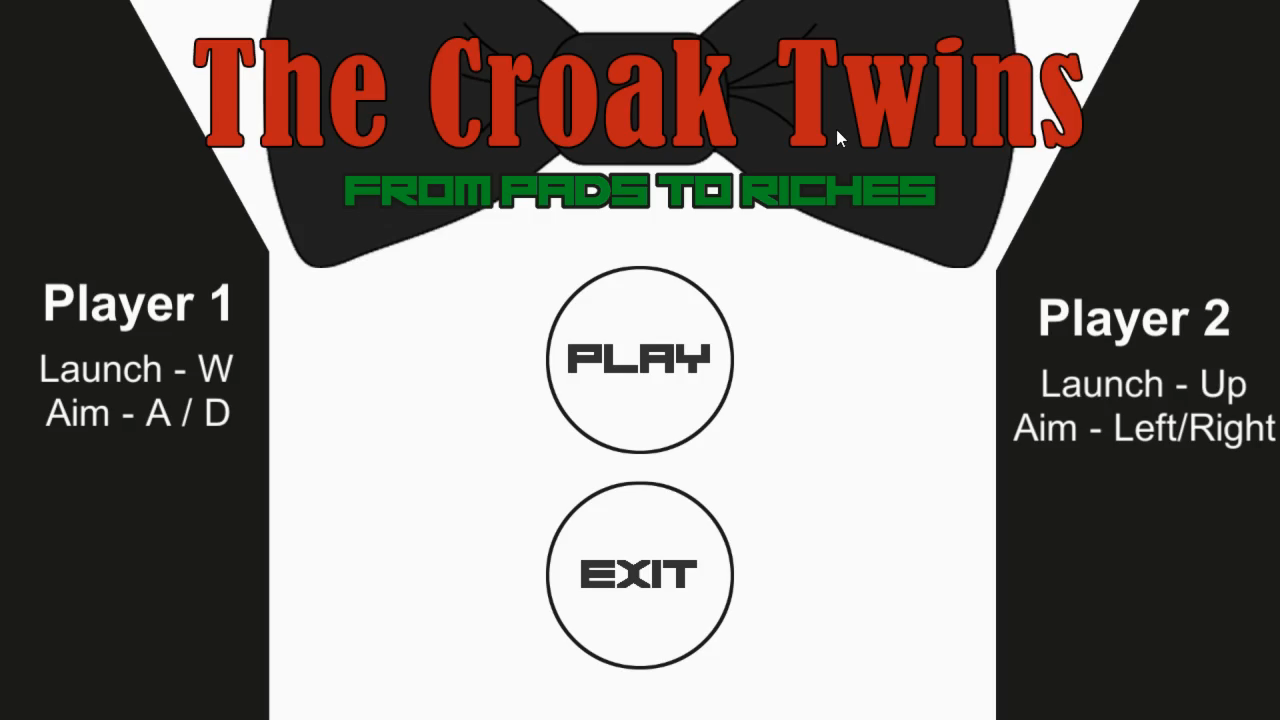 The Croak Twins
FROM PADS TO RICHES
Player 1
Launch - W
Aim - A / D
PLAY
EXIT
Player 2
Launch - Up
Aim - Left/Right